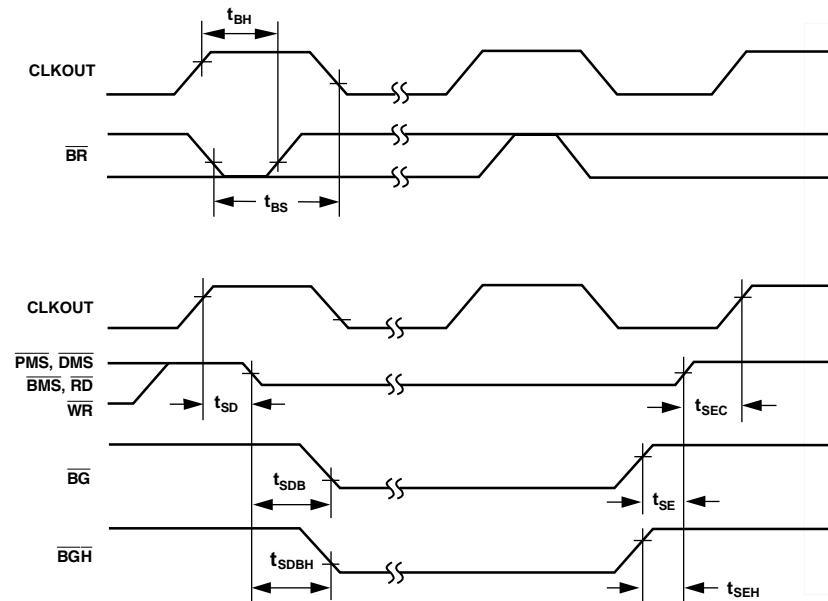 tBH
CLKOUT
BR
tBS
CLKOUT
PMS, DMS
BMS, RD
WR
tSD
tSEC
BG
tSDB
tSE
BGH
tSDBH
tSEH